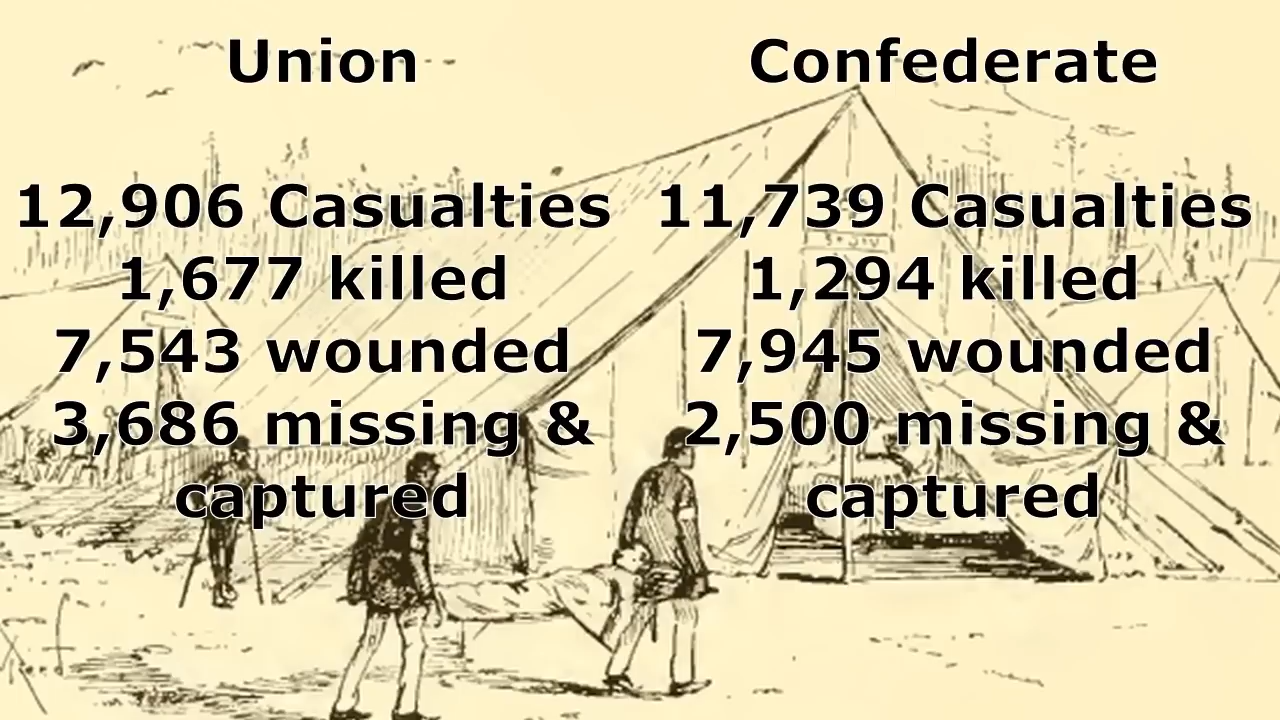 Union
12,906 Casualties
1,677 killed
7,543 wounded
3,686 missing &
captured
Confederate
11,739 Casualties
1,294 killed
7,945 wounded
2,500 missing &
captured